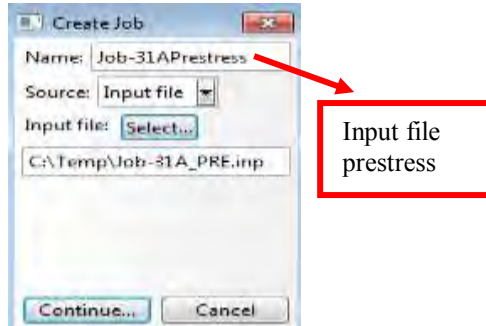 Create Job
Name: Job-31APrestress
Source: Input file
Input file: Select...
C:\Temp\Job-31A_PRE.inp
Continue... Cancel
Input file
prestress